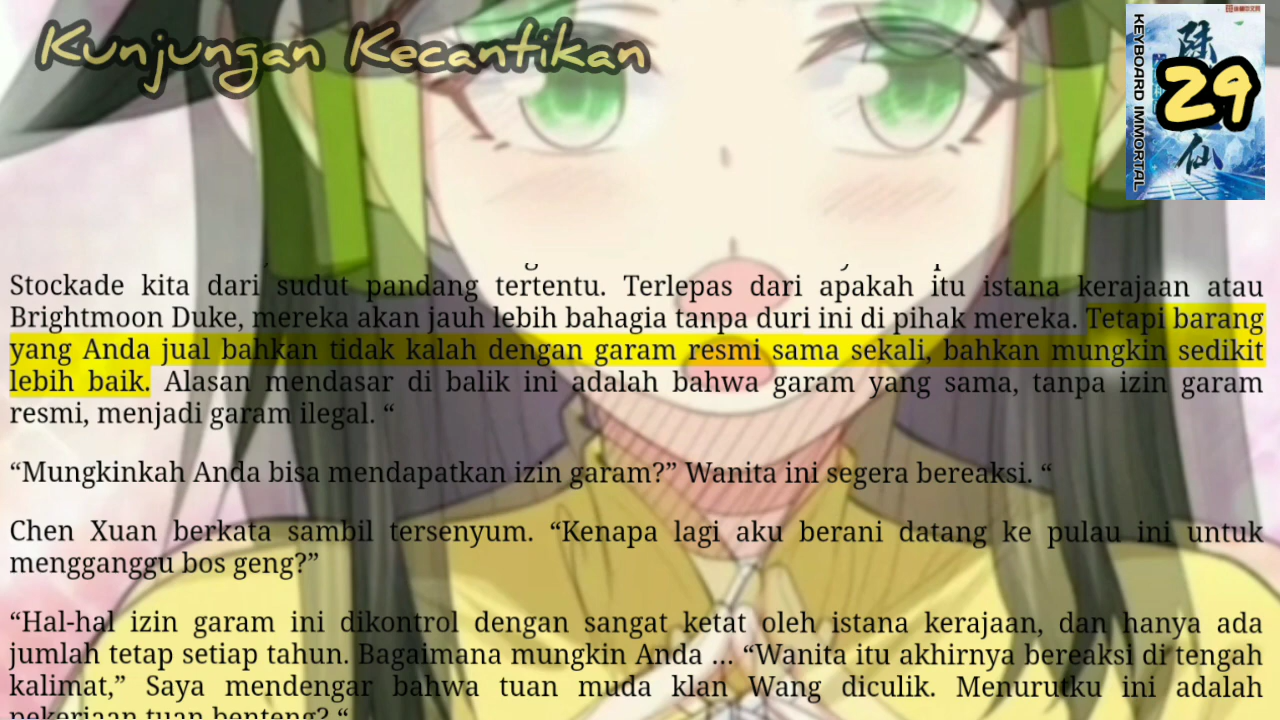 Kunjungan Kecantikan
KEYBOARD IMMORTAL
29
仙
Stockade kita dari sudut pandang tertentu. Terlepas dari apakah itu istana kerajaan atau
Brightmoon Duke, mereka akan jauh lebih bahagia tanpa duri ini di pihak mereka. Tetapi barang
yang Anda jual bahkan tidak kalah dengan garam resmi sama sekali, bahkan mungkin sedikit
lebih baik. Alasan mendasar di balik ini adalah bahwa garam yang sama, tanpa izin garam
resmi, menjadi garam ilegal. “
“Mungkinkah Anda bisa mendapatkan izin garam?” Wanita ini segera bereaksi. “
Chen Xuan berkata sambil tersenyum. “Kenapa lagi aku berani datang ke pulau ini untuk
mengganggu bos geng?”
“Hal-hal izin garam ini dikontrol dengan sangat ketat oleh istana kerajaan, dan hanya ada
jumlah tetap setiap tahun. Bagaimana mungkin Anda ... “Wanita itu akhirnya bereaksi di tengah
kalimat,” Saya mendengar bahwa tuan muda klan Wang diculik. Menurutku ini adalah
pekerjaan tuan benteng? “